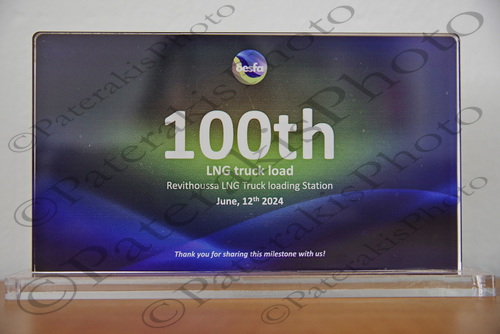 desfa
100th
LNG truck load
Revithoussa LNG Truck loading Station
June, 12th 2024
Thank you for sharing this milestone with us!
©PaterakisPhoto
©PaterakisPhoto
©PaterakisPhoto
©PaterakisPhoto